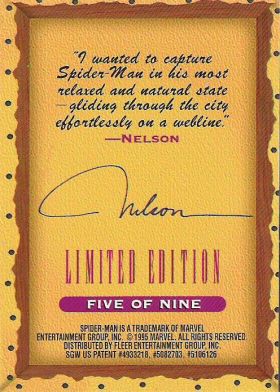 "I wanted to capture
Spider-Man in his most
relaxed and natural state
—gliding through the city
effortlessly on a webline."
—NELSON
Nelson
LIMITED EDITION
FIVE OF NINE
SPIDER-MAN IS A TRADEMARK OF MARVEL
ENTERTAINMENT GROUP, INC. © 1995 MARVEL. ALL RIGHTS RESERVED.
DISTRIBUTED BY FLEER ENTERTAINMENT GROUP, INC.
SGW US PATENT #4933218, #5082703, #5106126